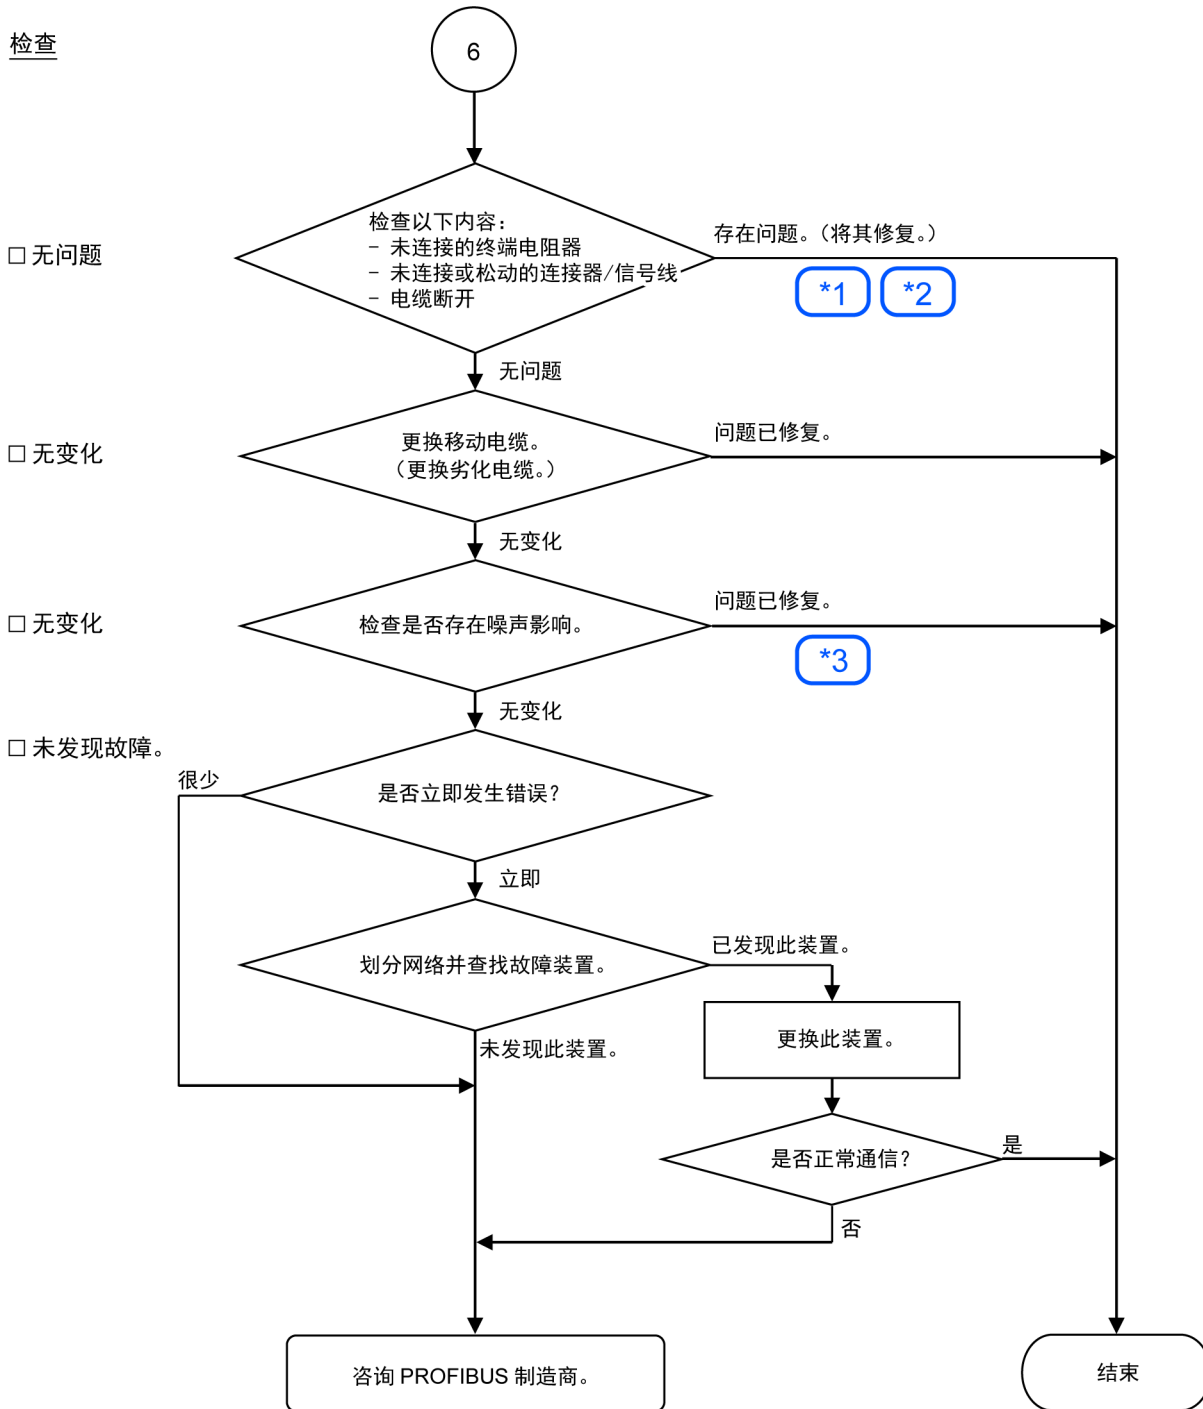 检查
6
检查以下内容：
- 未连接的终端电阻器
- 未连接或松动的连接器/信号线
- 电缆断开
□ 无问题
存在问题。（将其修复。）
*1
*2
无问题
□ 无变化
更换移动电缆。
（更换劣化电缆。）
问题已修复。
无变化
□ 无变化
检查是否存在噪声影响。
问题已修复。
*3
无变化
□ 未发现故障。
很少
是否立即发生错误？
立即
划分网络并查找故障装置。
已发现此装置。
更换此装置。
未发现此装置。
是否正常通信？
是
否
咨询 PROFIBUS 制造商。
结束